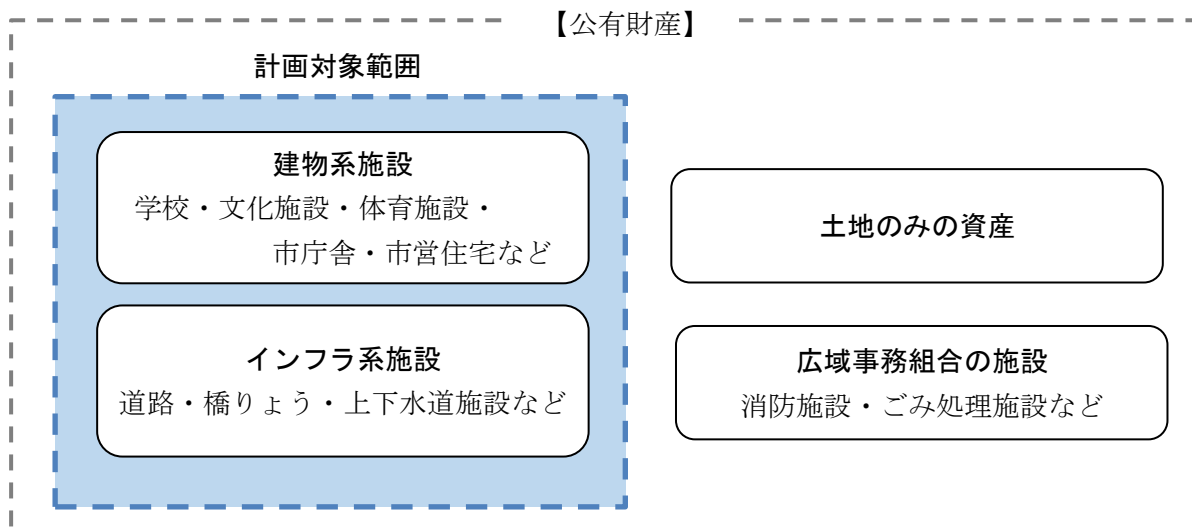 【公有財産】
計画対象範囲
建物系施設
学校・文化施設・体育施設・
市庁舎・市営住宅など
インフラ系施設
道路・橋りょう・上下水道施設など
土地のみの資産
広域事務組合の施設
消防施設・ごみ処理施設など